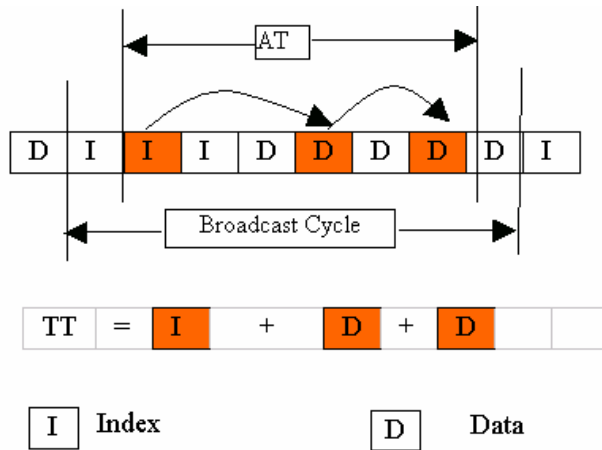 AT
D I I I D D D D D I
Broadcast Cycle
TT = I + D + D
I Index D Data